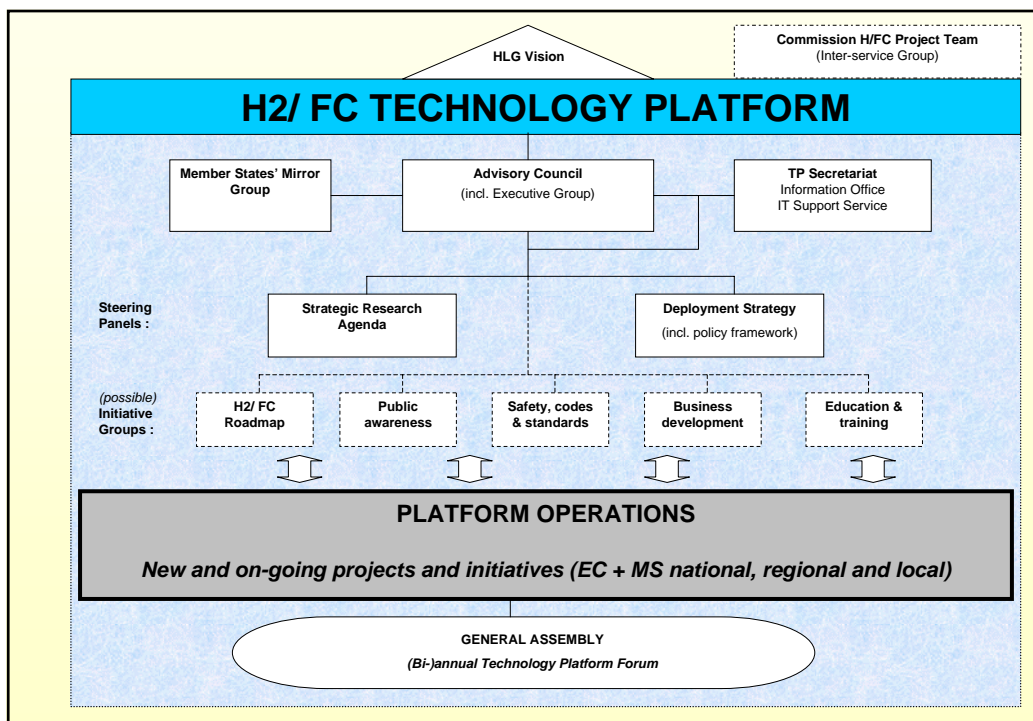 HLG Vision
Commission H/FC Project Team
(Inter-service Group)
H2/ FC TECHNOLOGY PLATFORM
Member States’ Mirror
Group
Advisory Council
(incl. Executive Group)
TP Secretariat
Information Office
IT Support Service
Steering
Panels :
Strategic Research
Agenda
Deployment Strategy
(incl. policy framework)
(possible)
Initiative
Groups :
H2/ FC
Roadmap
Public
awareness
Safety, codes
& standards
Business
development
Education &
training
PLATFORM OPERATIONS
New and on-going projects and initiatives (EC + MS national, regional and local)
GENERAL ASSEMBLY
(Bi-)annual Technology Platform Forum